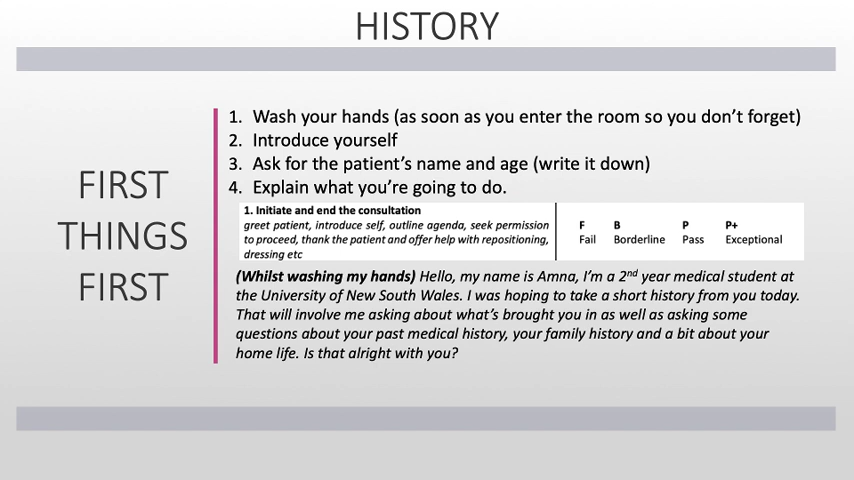 HISTORY
FIRST
THINGS
FIRST
1. Wash your hands (as soon as you enter the room so you don't forget)
2. Introduce yourself
3. Ask for the patient's name and age (write it down)
4. Explain what you're going to do.
1. Initiate and end the consultation
greet patient, introduce self, outline agenda, seek permission
to proceed, thank the patient and offer help with repositioning,
dressing etc
F B P P+
Fail Borderline Pass Exceptional
(Whilst washing my hands) Hello, my name is Amna, I'm a 2nd year medical student at
the University of New South Wales. I was hoping to take a short history from you today.
That will involve me asking about what's brought you in as well as asking some
questions about your past medical history, your family history and a bit about your
home life. Is that alright with you?